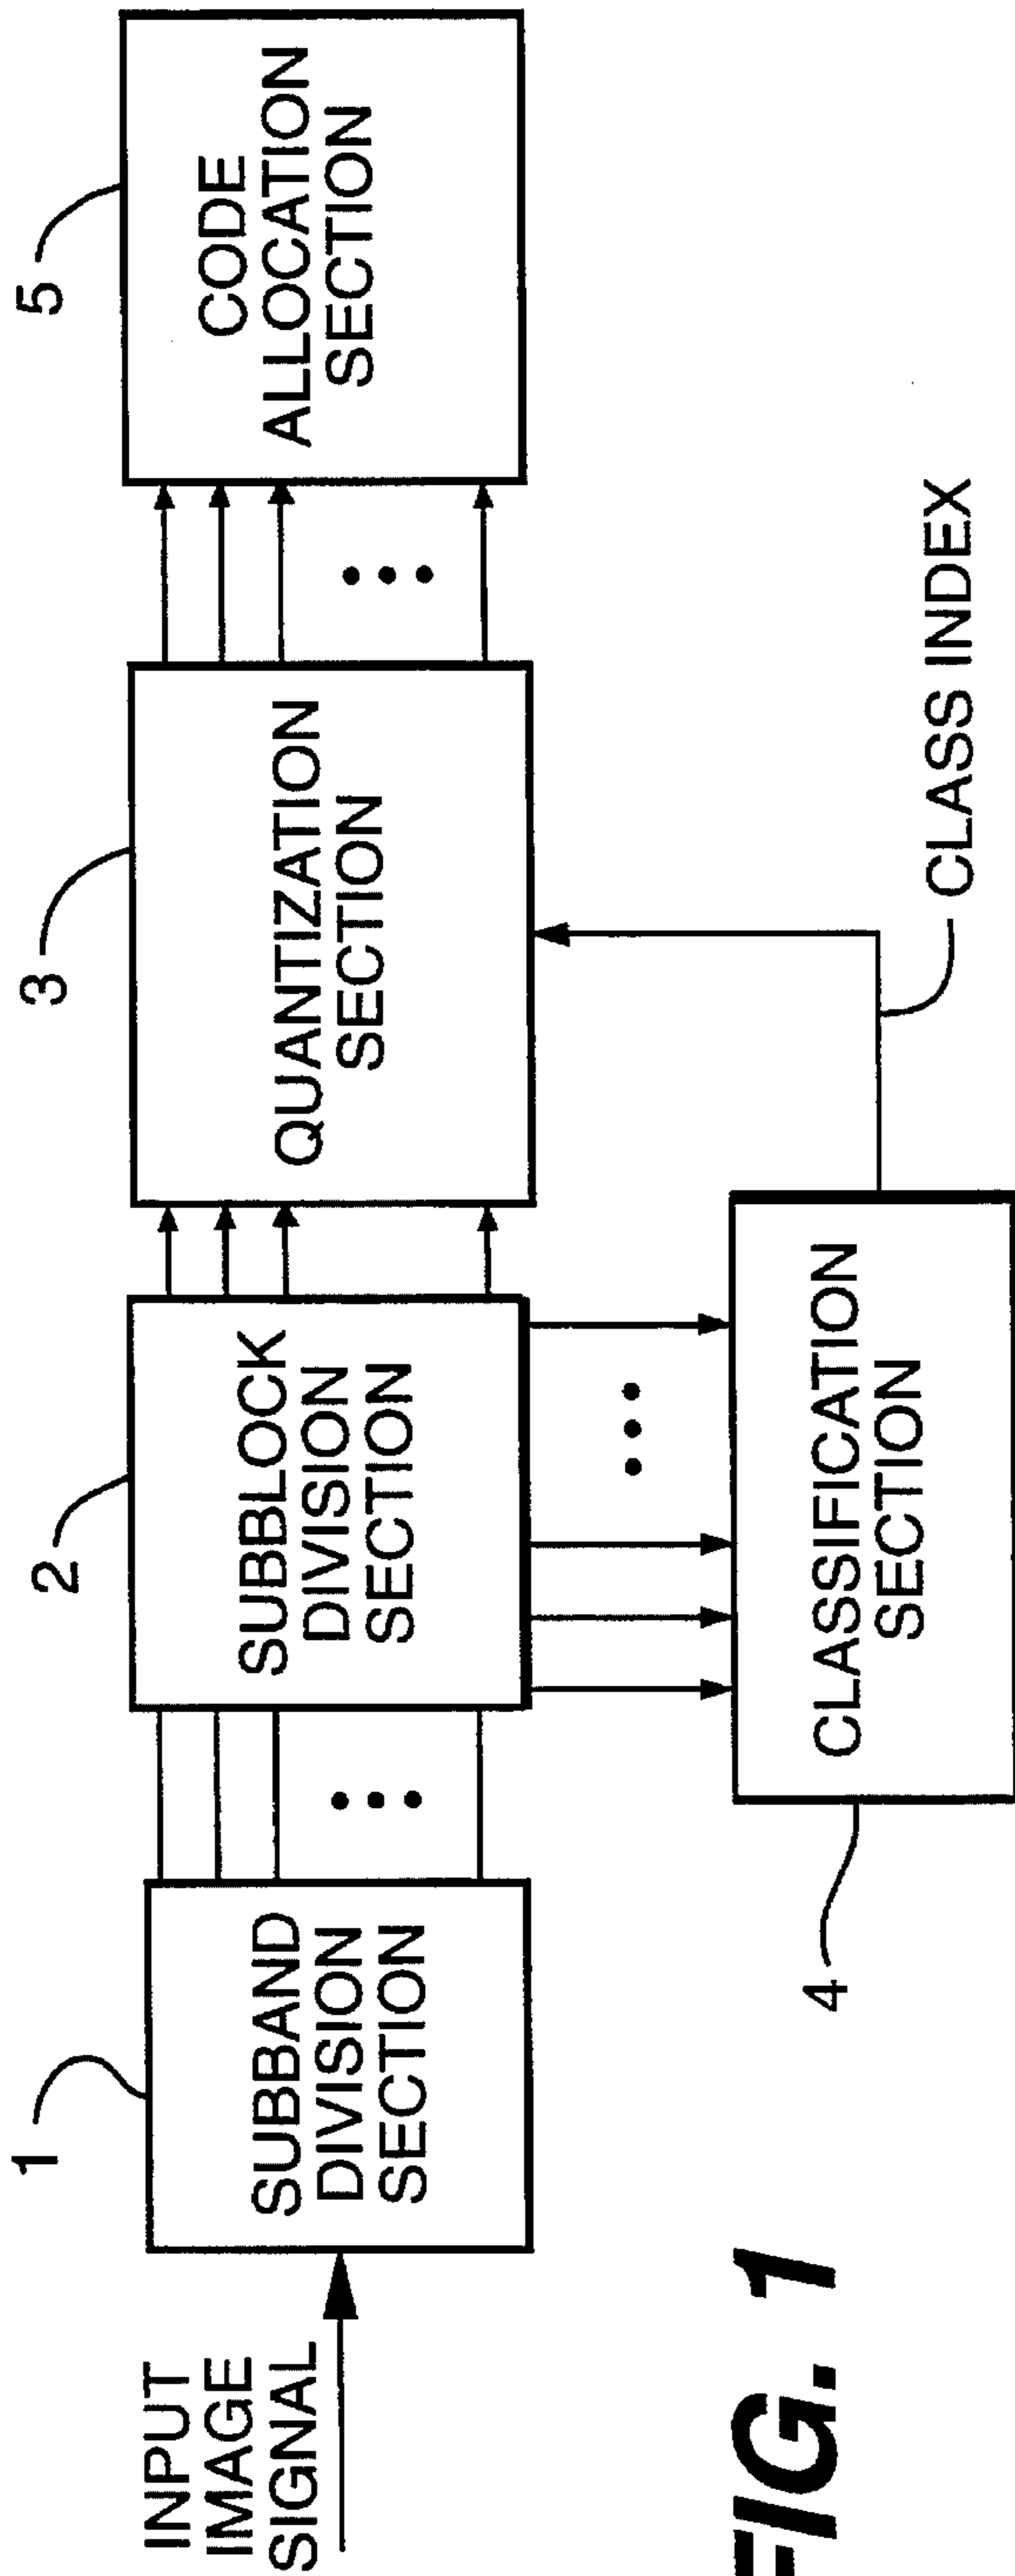 INPUT
IMAGE
SIGNAL
1
SUBBAND
DIVISION
SECTION
2
SUBBLOCK
DIVISION
SECTION
3
QUANTIZATION
SECTION
5
CODE
ALLOCATION
SECTION
4
CLASSIFICATION
SECTION
CLASS INDEX
FIG. 1